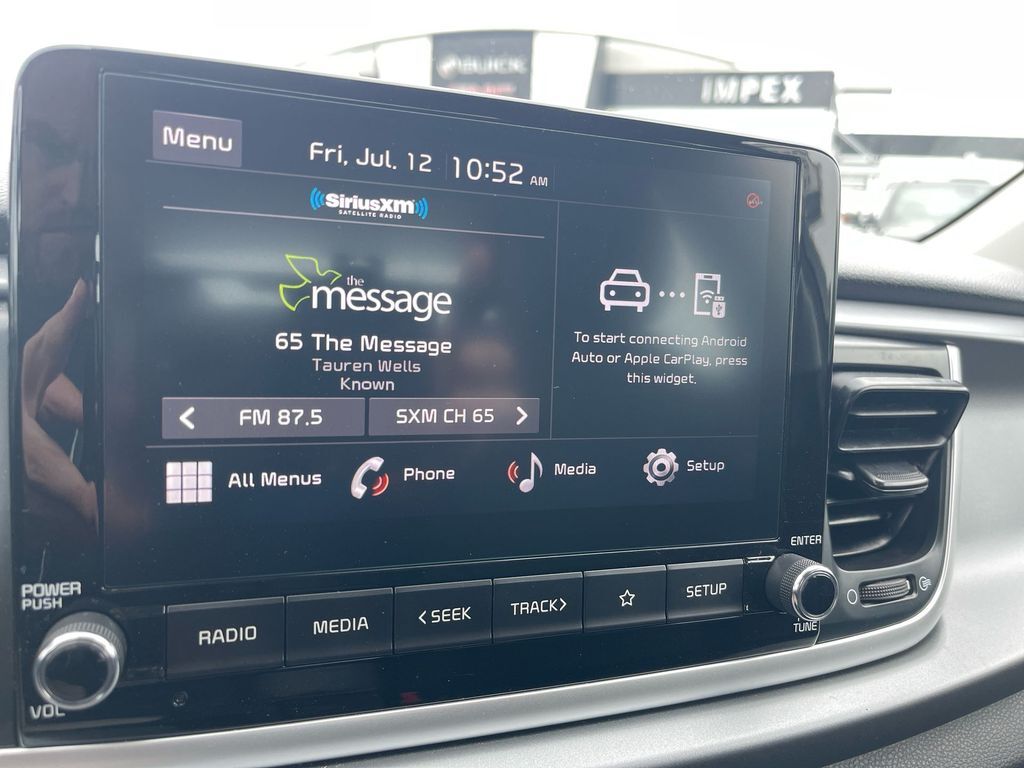 BUICK
IMPEX
Menu
Fri, Jul. 12
10:52 AM
SiriusXM
SATELLITE RADIO
the
message
65 The Message
Tauren Wells
Known
FM 87.5
SXM CH 65
To start connecting Android
Auto or Apple CarPlay, press
this widget.
All Menus
Phone
Media
Setup
POWER
PUSH
VOL
RADIO
MEDIA
< SEEK
TRACK >
SETUP
ENTER
TUNE